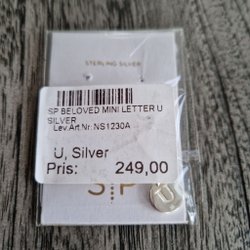 STERLING SILVER
SP BELOVED MINI LETTER U
SILVER
Lev.Art.Nr: NS1230A
U, Silver
Pris: 249,00
S P
U